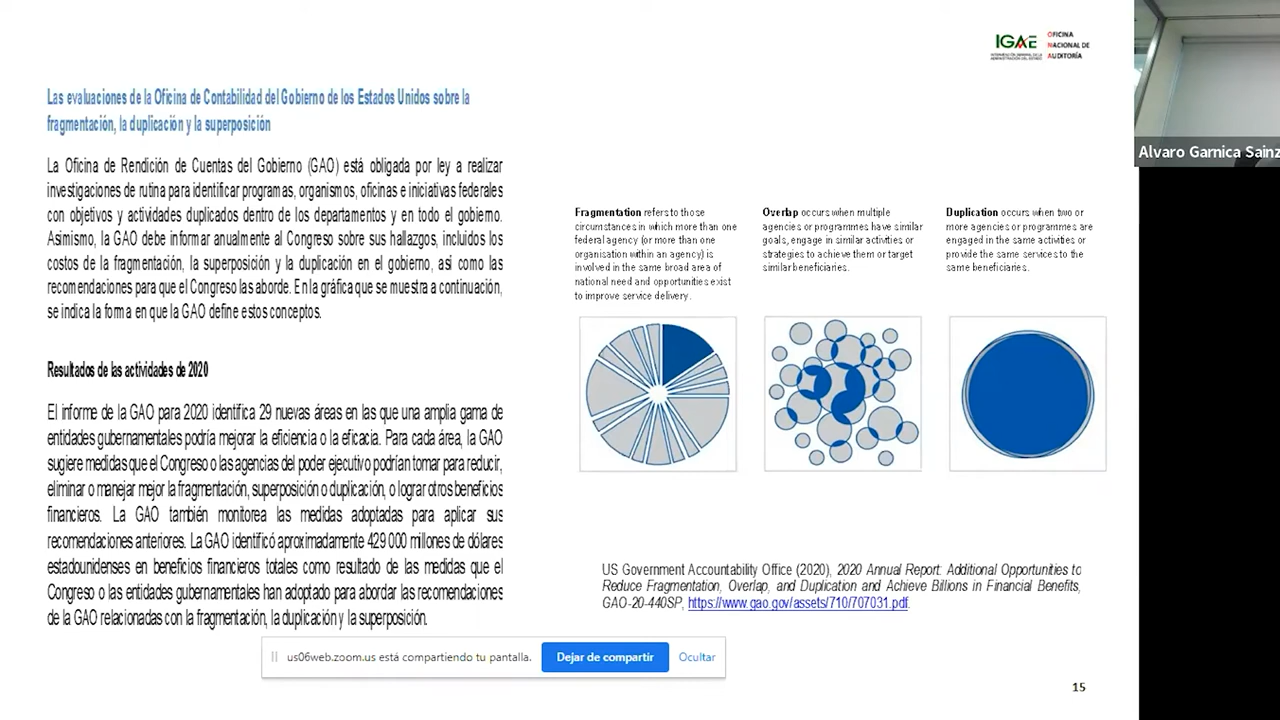 IGAE
OFICINA
NACIONAL DE
AUDITORÍA
Las evaluaciones de la Oficina de Contabilidad del Gobierno de los Estados Unidos sobre la
fragmentación, la duplicación y la superposición
La Oficina de Rendición de Cuentas del Gobierno (GAO) está obligada por ley a realizar
investigaciones de rutina para identificar programas, organismos, oficinas e iniciativas federales
con objetivos y actividades duplicados dentro de los departamentos y en todo el gobierno.
Asimismo, la GAO debe informar anualmente al Congreso sobre sus hallazgos, incluidos los
costos de la fragmentación, la superposición y la duplicación en el gobierno, así como las
recomendaciones para que el Congreso las aborde. En la gráfica que se muestra a continuación,
se indica la forma en que la GAO define estos conceptos.
Resultados de las actividades de 2020
El informe de la GAO para 2020 identifica 29 nuevas áreas en las que una amplia gama de
entidades gubernamentales podría mejorar la eficiencia o la eficacia. Para cada área, la GAO
sugiere medidas que el Congreso o las agencias del poder ejecutivo podrían tomar para reducir,
eliminar o manejar mejor la fragmentación, superposición o duplicación, o lograr otros beneficios
financieros. La GAO también monitorea las medidas adoptadas para aplicar sus
recomendaciones anteriores. La GAO identificó aproximadamente 429 000 millones de dólares
estadounidenses en beneficios financieros totales como resultado de las medidas que el
Congreso o las entidades gubernamentales han adoptado para abordar las recomendaciones
de la GAO relacionadas con la fragmentación, la duplicación y la superposición.
Fragmentation refers to those
circumstances in which more than one
federal agency (or more than one
organisation within an agency) is
involved in the same broad area of
national need and opportunities exist
to improve service delivery.
Overlap occurs when multiple
agencies or programmes have similar
goals, engage in similar activities or
strategies to achieve them or target
similar beneficiaries.
Duplication occurs when two or
more agencies or programmes are
engaged in the same activities or
provide the same services to the
same beneficiaries.
US Government Accountability Office (2020), 2020 Annual Report: Additional Opportunities to
Reduce Fragmentation, Overlap, and Duplication and Achieve Billions in Financial Benefits,
GAO-20-440SP, https://www.gao.gov/assets/710/707031.pdf.
us06web.zoom.us está compartiendo tu pantalla.
Dejar de compartir
Ocultar
15
Alvaro Garnica Sainz